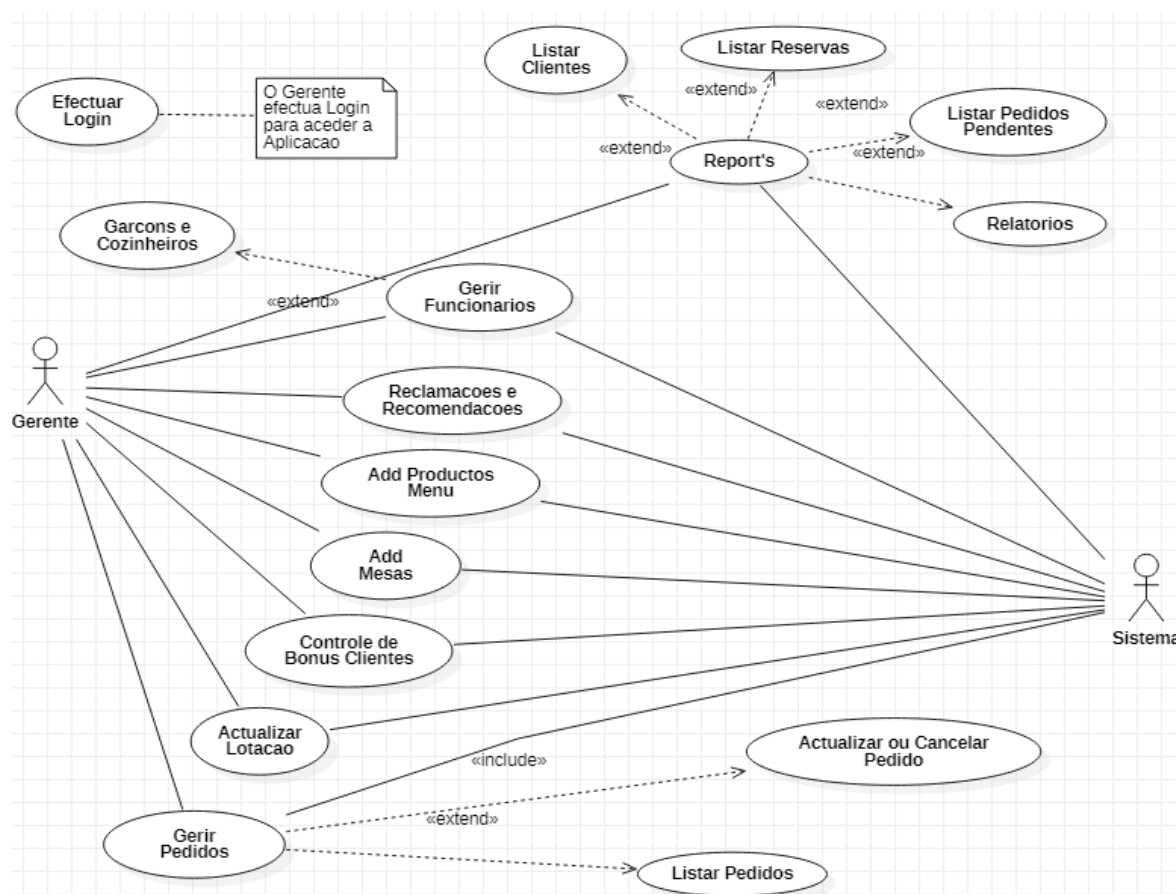 Listar
Clientes
Listar Reservas
Efectuar
Login
O Gerente
efectua Login
para aceder a
Aplicacao
«extend»
«extend»
Listar Pedidos
Pendentes
«extend»
«extend»
Report's
Garcons e
Cozinheiros
Relatorios
«extend»
Gerir
Funcionarios
Gerente
Reclamacoes e
Recomendacoes
Add Productos
Menu
Add
Mesas
Sistema
Controle de
Bonus Clientes
Actualizar
Lotacao
Actualizar ou Cancelar
Pedido
«include»
«extend»
Gerir
Pedidos
Listar Pedidos